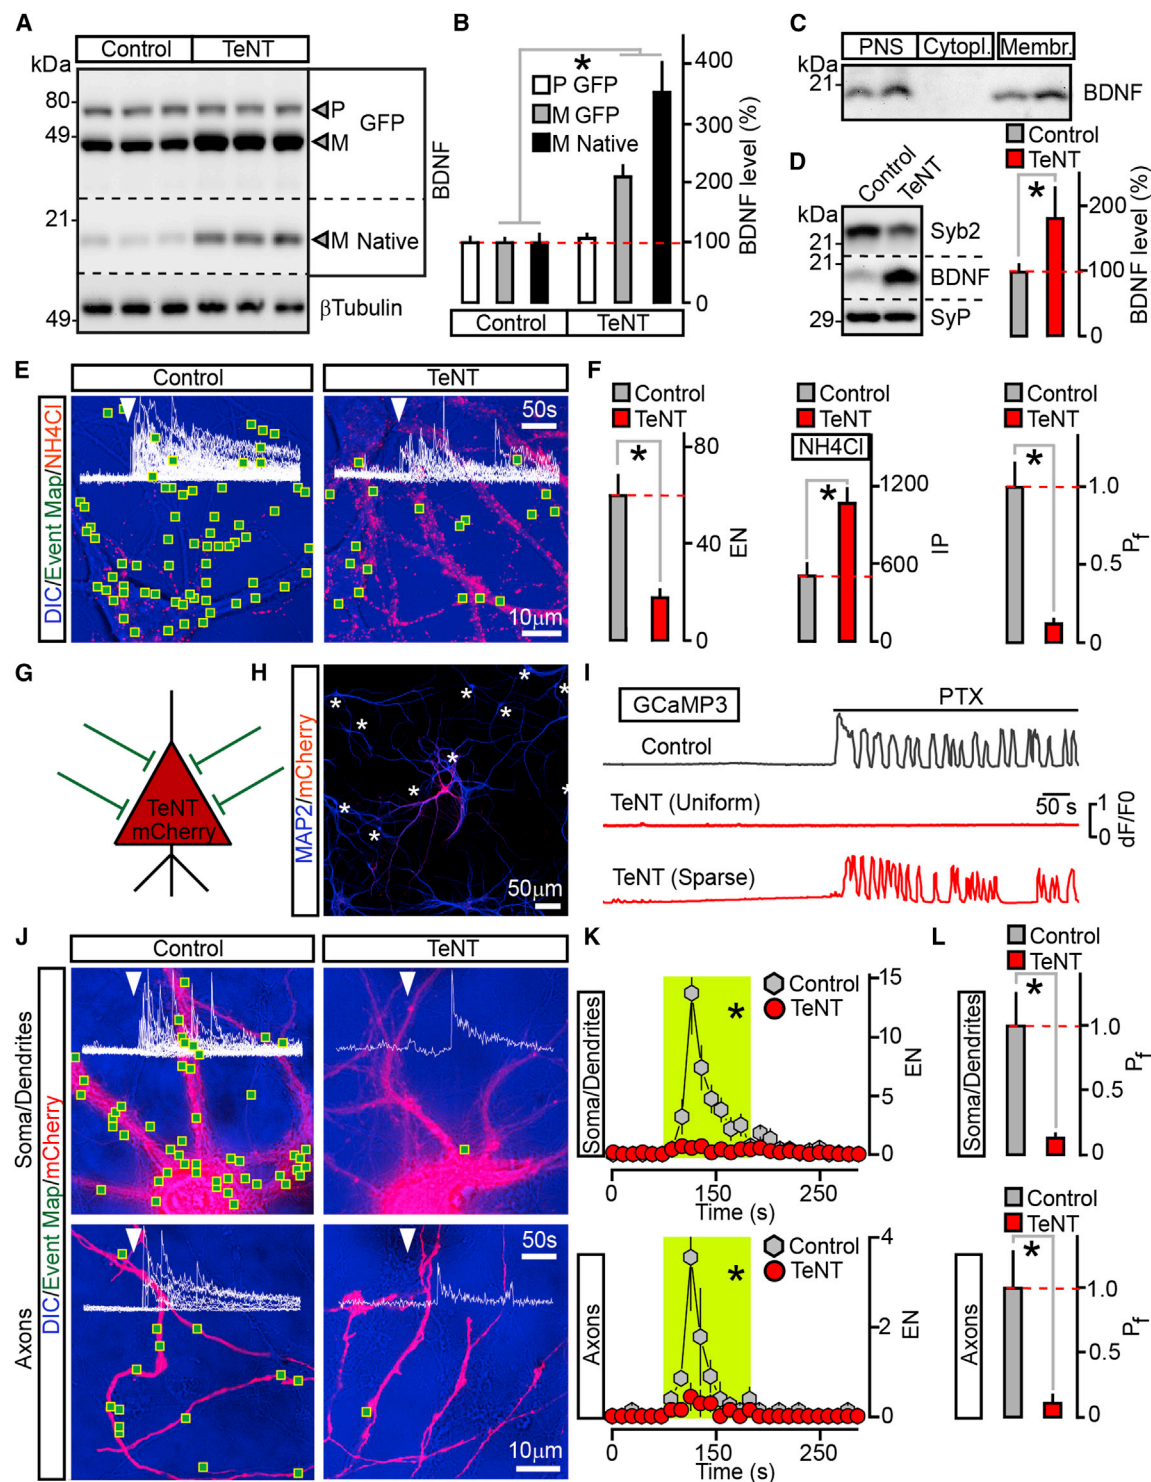 A
Control
TeNT
kDa
80
49
21
49
P
GFP
M
M Native
BDNF
βTubulin
B
*
P GFP
M GFP
M Native
400
300
200
100
0
BDNF level (%)
Control
TeNT
C
PNS
Cytopl.
Membr.
kDa
21
BDNF
D
Control
TeNT
kDa
21
21
29
Syb2
BDNF
SyP
Control
TeNT
*
200
100
0
BDNF level (%)
E
Control
TeNT
DIC/Event Map/NH4Cl
50s
10μm
F
Control
TeNT
*
80
40
0
EN
Control
TeNT
NH4Cl
*
1200
600
0
IP
Control
TeNT
*
1.0
0.5
0
Pf
G
TeNT
mCherry
H
MAP2/mCherry
* * * * * * * * * *
50μm
I
GCaMP3
PTX
Control
TeNT (Uniform)
50 s
1
0
dF/F0
TeNT (Sparse)
J
Control
TeNT
Soma/Dendrites
Axons
DIC/Event Map/mCherry
50s
10μm
K
Soma/Dendrites
Control
TeNT
*
15
10
5
0
EN
0
150
250
Time (s)
Axons
Control
TeNT
*
4
2
0
EN
0
150
250
Time (s)
L
Soma/Dendrites
Control
TeNT
*
1.0
0.5
0
Pf
Axons
Control
TeNT
*
1.0
0.5
0
Pf